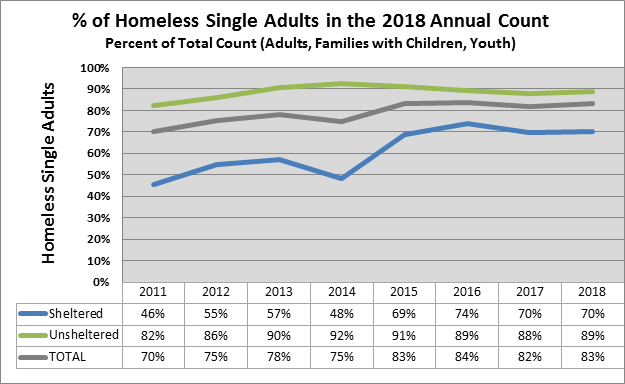 % of Homeless Single Adults in the 2018 Annual Count
Percent of Total Count (Adults, Families with Children, Youth)
Homeless Single Adults
100%
90%
80%
70%
60%
50%
40%
30%
20%
10%
0%
2011 2012 2013 2014 2015 2016 2017 2018
Sheltered 46% 55% 57% 48% 69% 74% 70% 70%
Unsheltered 82% 86% 90% 92% 91% 89% 88% 89%
TOTAL 70% 75% 78% 75% 83% 84% 82% 83%